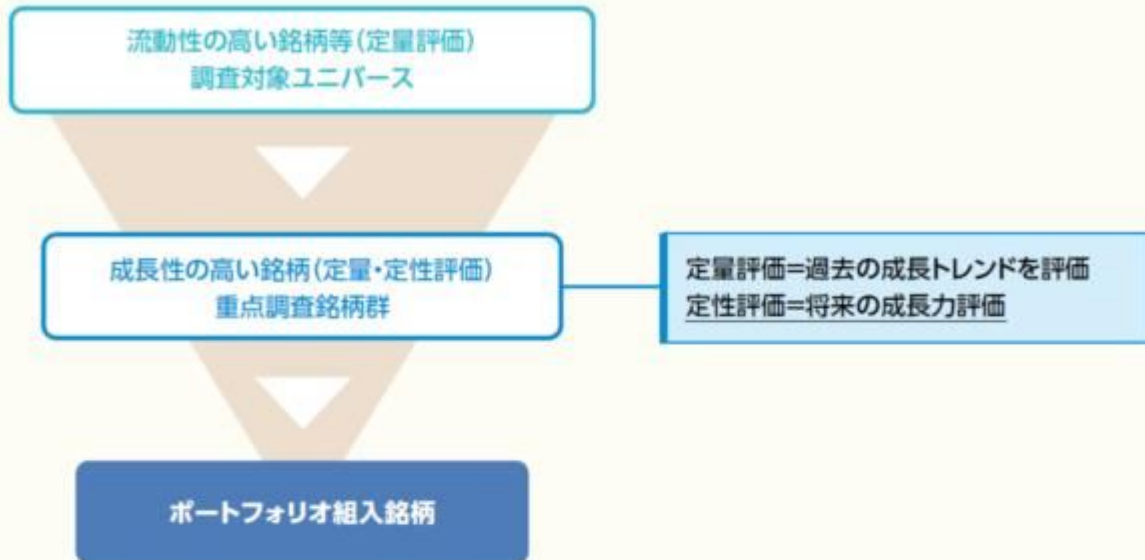 流動性の高い銘柄等(定量評価)
調査対象ユニバース
成長性の高い銘柄(定量・定性評価)
重点調査銘柄群
定量評価=過去の成長トレンドを評価
定性評価=将来の成長力評価
ポートフォリオ組入銘柄